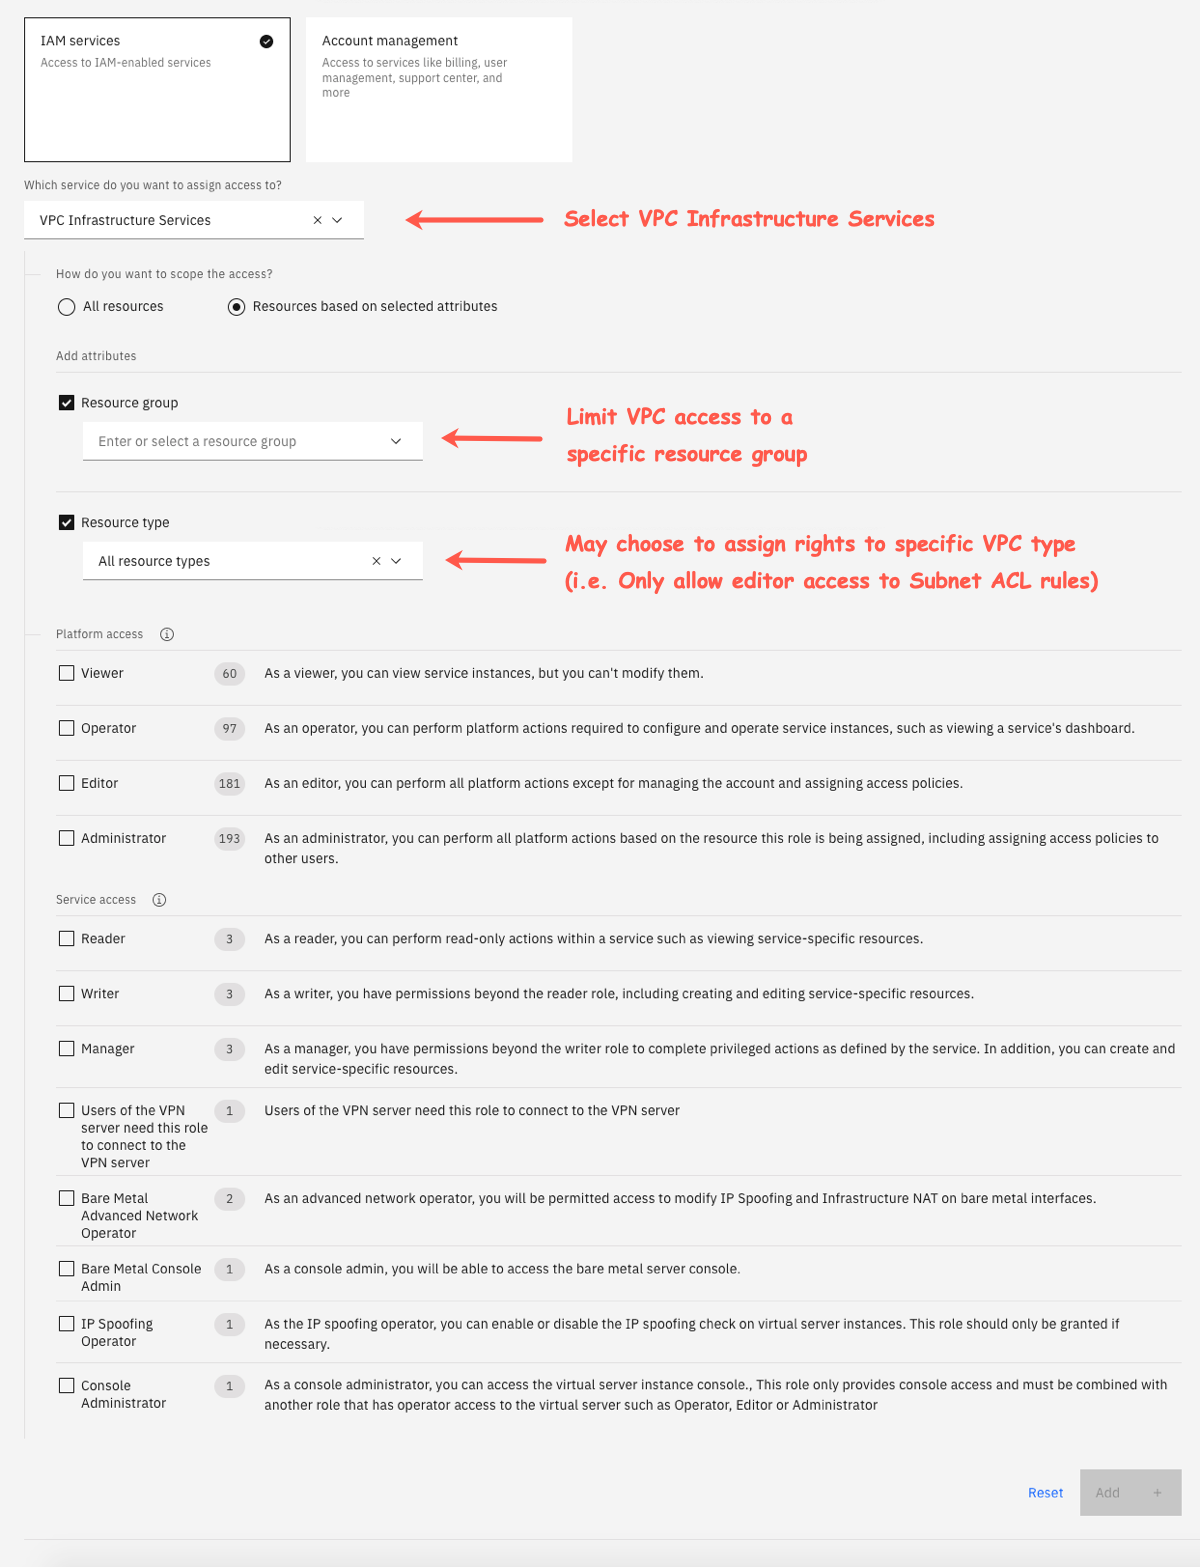 IAM services
Access to IAM-enabled services
Account management
Access to services like billing, user
management, support center, and
more
Which service do you want to assign access to?
VPC Infrastructure Services
Select VPC Infrastructure Services
How do you want to scope the access?
All resources
Resources based on selected attributes
Add attributes
Resource group
Enter or select a resource group
Limit VPC access to a
specific resource group
Resource type
All resource types
May choose to assign rights to specific VPC type
(i.e. Only allow editor access to Subnet ACL rules)
Platform access
Viewer 60 As a viewer, you can view service instances, but you can't modify them.
Operator 97 As an operator, you can perform platform actions required to configure and operate service instances, such as viewing a service's dashboard.
Editor 181 As an editor, you can perform all platform actions except for managing the account and assigning access policies.
Administrator 193 As an administrator, you can perform all platform actions based on the resource this role is being assigned, including assigning access policies to
other users.
Service access
Reader 3 As a reader, you can perform read-only actions within a service such as viewing service-specific resources.
Writer 3 As a writer, you have permissions beyond the reader role, including creating and editing service-specific resources.
Manager 3 As a manager, you have permissions beyond the writer role to complete privileged actions as defined by the service. In addition, you can create and
edit service-specific resources.
Users of the VPN 1 Users of the VPN server need this role to connect to the VPN server
server need this role
to connect to the
VPN server
Bare Metal 2 As an advanced network operator, you will be permitted access to modify IP Spoofing and Infrastructure NAT on bare metal interfaces.
Advanced Network
Operator
Bare Metal Console 1 As a console admin, you will be able to access the bare metal server console.
Admin
IP Spoofing 1 As the IP spoofing operator, you can enable or disable the IP spoofing check on virtual server instances. This role should only be granted if
Operator necessary.
Console 1 As a console administrator, you can access the virtual server instance console., This role only provides console access and must be combined with
Administrator another role that has operator access to the virtual server such as Operator, Editor or Administrator
Reset Add +